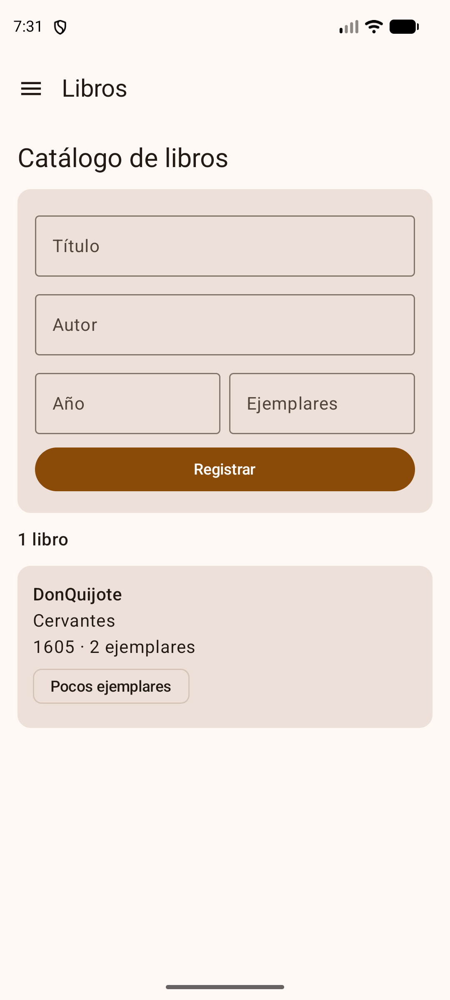 7:31
Libros
Catálogo de libros
Título
Autor
Año
Ejemplares
Registrar
1 libro
DonQuijote
Cervantes
1605 · 2 ejemplares
Pocos ejemplares